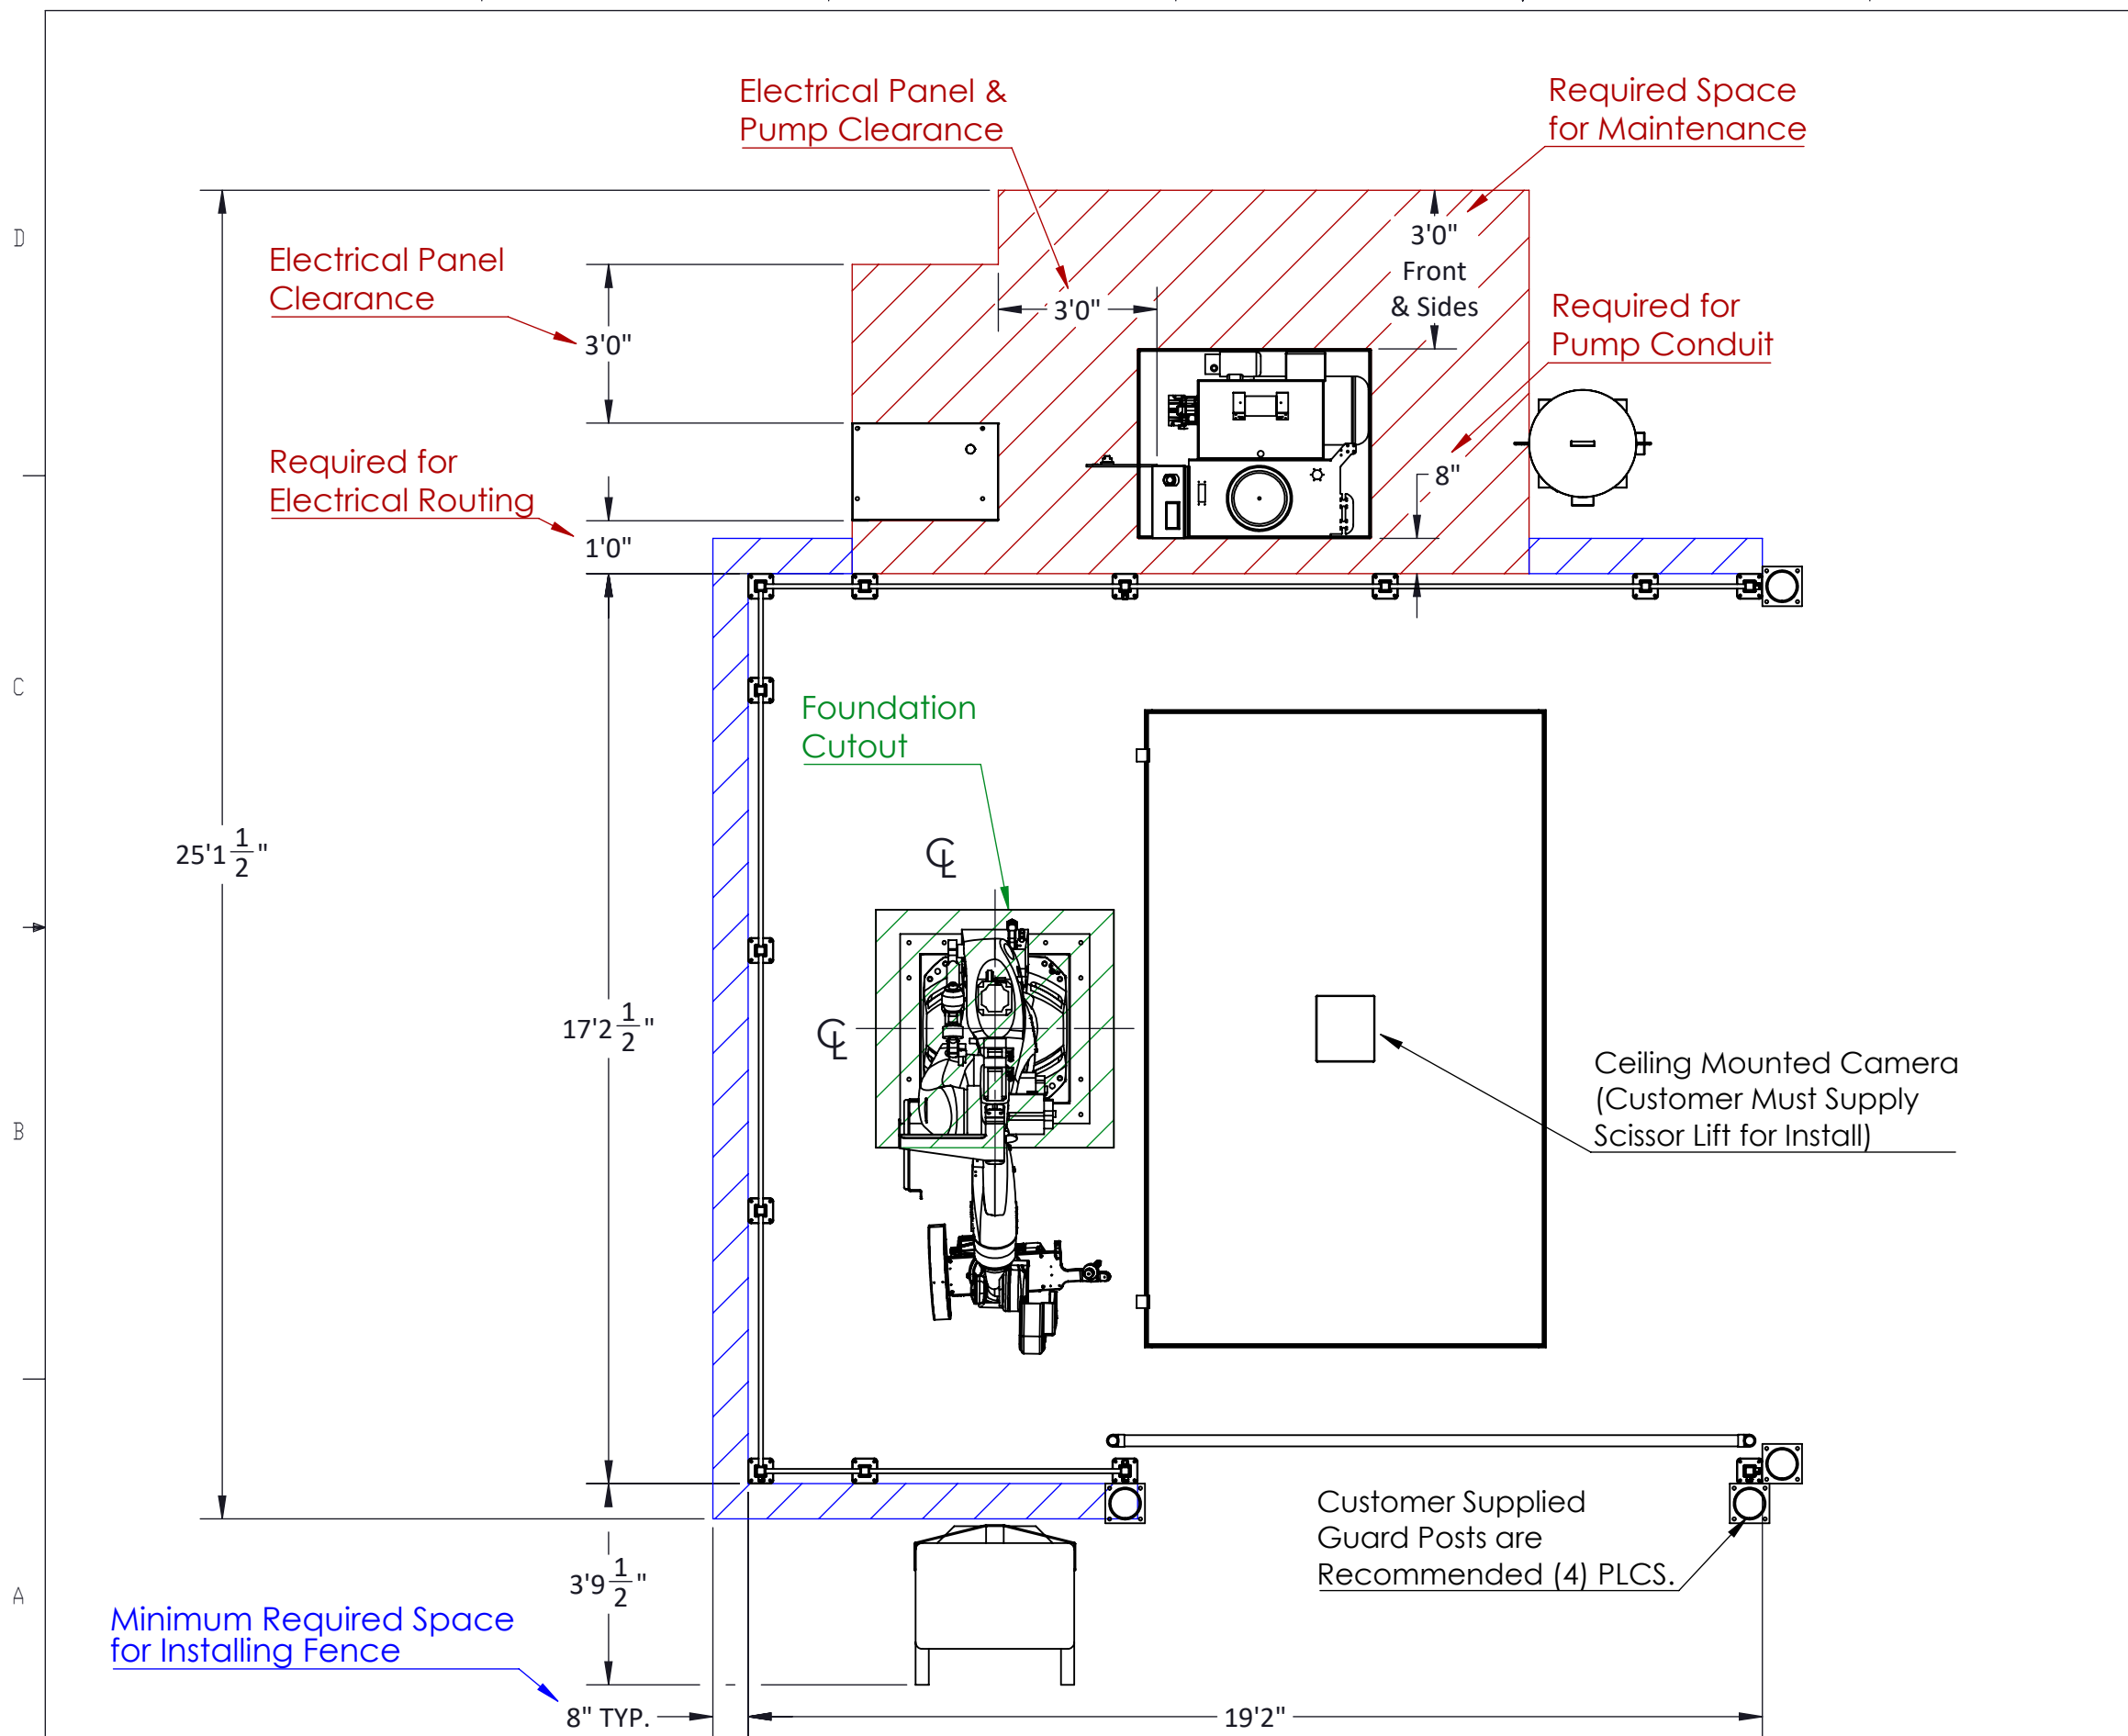 Electrical Panel &
Pump Clearance
Required Space
for Maintenance
D
3'0"
Front
& Sides
Electrical Panel
Clearance
3'0"
3'0"
Required for
Pump Conduit
Required for
Electrical Routing
8"
1'0"
C
Foundation
Cutout
25'1 1/2"
℄
17'2 1/2"
℄
Ceiling Mounted Camera
(Customer Must Supply
Scissor Lift for Install)
B
Customer Supplied
Guard Posts are
Recommended (4) PLCS.
3'9 1/2"
A
Minimum Required Space
for Installing Fence
8" TYP.
19'2"